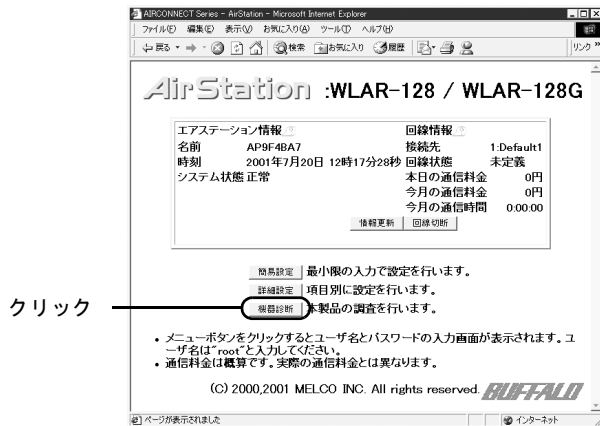 AIRCONNECT Series - AirStation - Microsoft Internet Explorer
ファイル(F) 編集(E) 表示(V) お気に入り(A) ツール(T) ヘルプ(H)
戻る 検索 お気に入り 履歴 リンク »
AirStation :WLAR-128 / WLAR-128G
エアステーション情報 回線情報
名前 AP9F4BA7 接続先 1:Default1
時刻 2001年7月20日 12時17分28秒 回線状態 未定義
システム状態 正常 本日の通信料金 0円
今月の通信料金 0円
今月の通信時間 0:00:00
情報更新 回線切断
簡易設定 最小限の入力で設定を行います。
詳細設定 項目別に設定を行います。
クリック 機器診断 本製品の調査を行います。
• メニューボタンをクリックするとユーザ名とパスワードの入力画面が表示されます。ユ
ーザ名は"root"と入力してください。
• 通信料金は概算です。実際の通信料金とは異なります。
(C) 2000,2001 MELCO INC. All rights reserved. BUFFALO
ページが表示されました インターネット